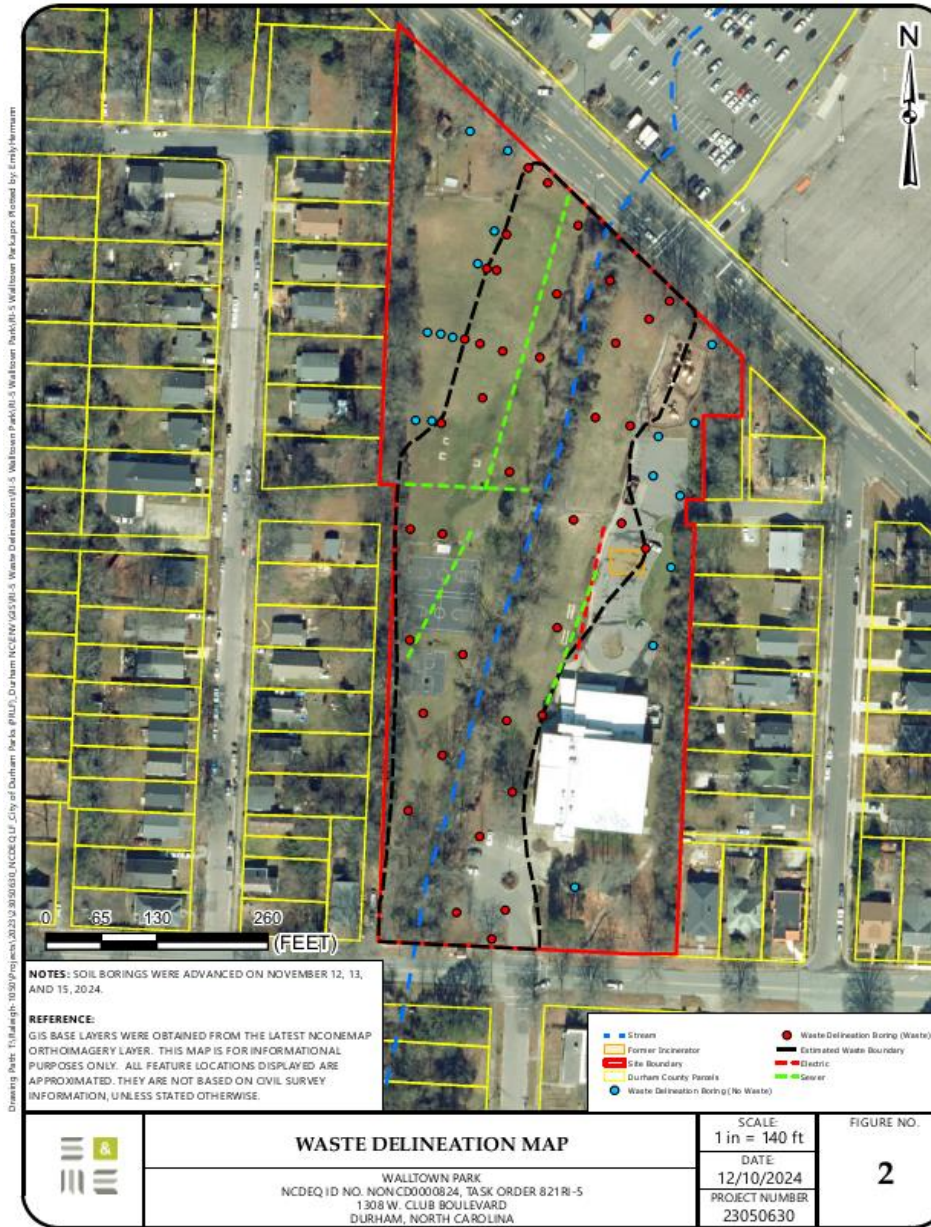 N
0 65 130 260
(FEET)
NOTES: SOIL BORINGS WERE ADVANCED ON NOVEMBER 12, 13,
AND 15, 2024.
REFERENCE:
GIS BASE LAYERS WERE OBTAINED FROM THE LATEST NCONEMAP
ORTHOIMAGERY LAYER. THIS MAP IS FOR INFORMATIONAL
PURPOSES ONLY. ALL FEATURE LOCATIONS DISPLAYED ARE
APPROXIMATED. THEY ARE NOT BASED ON CIVIL SURVEY
INFORMATION, UNLESS STATED OTHERWISE.
Stream
Former Incinerator
Site Boundary
Durham County Parcels
Waste Delineation Boring (No Waste)
Waste Delineation Boring (Waste)
Estimated Waste Boundary
Electric
Sewer
S &
ME
WASTE DELINEATION MAP
WALLTOWN PARK
NCDEQ ID NO. NONCD0000824, TASK ORDER 821RI-5
1308 W. CLUB BOULEVARD
DURHAM, NORTH CAROLINA
SCALE:
1 in = 140 ft
DATE:
12/10/2024
PROJECT NUMBER
23050630
FIGURE NO.
2